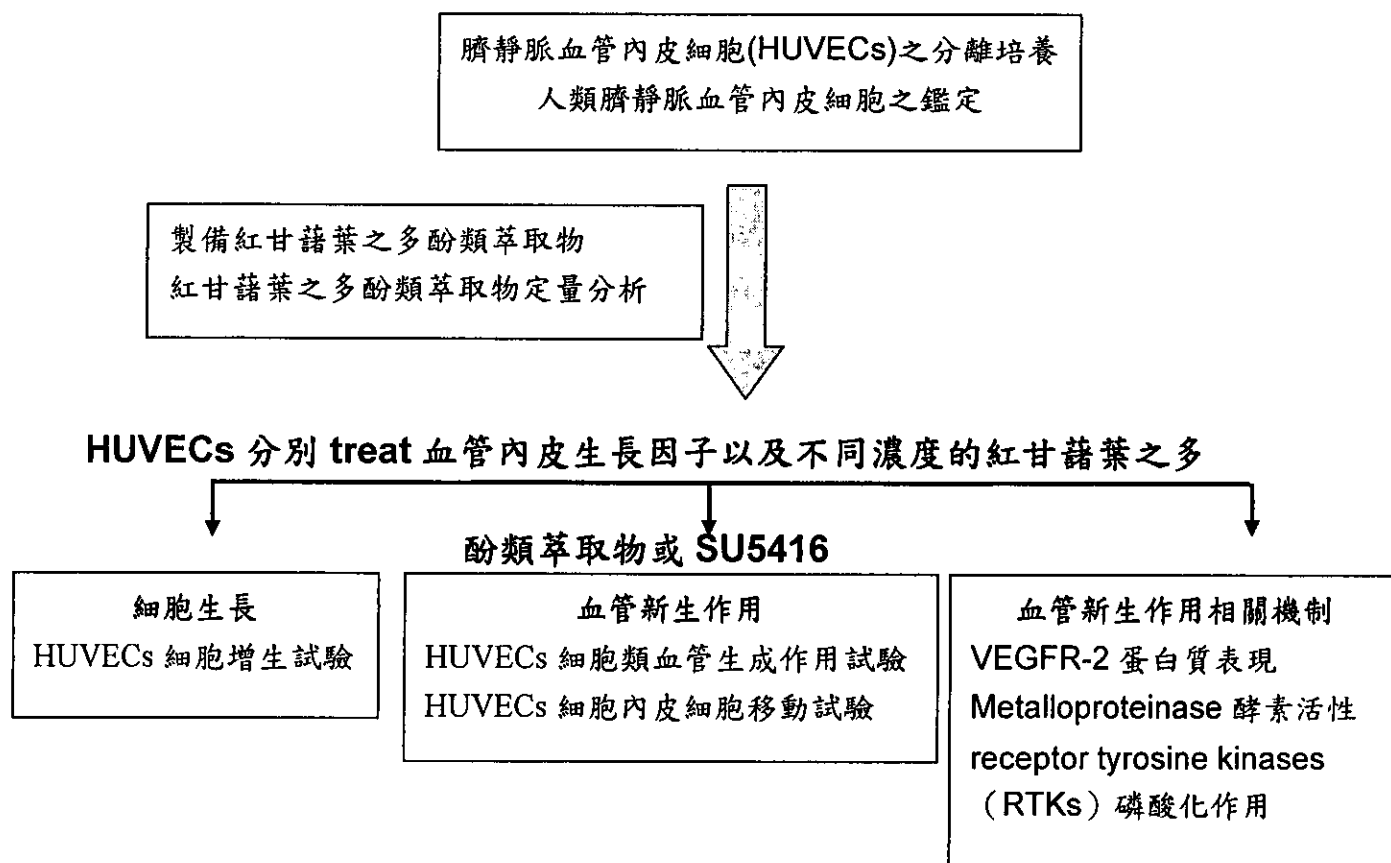 臍靜脈血管內皮細胞(HUVECs)之分離培養
人類臍靜脈血管內皮細胞之鑑定
製備紅甘藷葉之多酚類萃取物
紅甘藷葉之多酚類萃取物定量分析
HUVECs 分別 treat 血管內皮生長因子以及不同濃度的紅甘藷葉之多
酚類萃取物或 SU5416
細胞生長
HUVECs 細胞增生試驗
血管新生作用
HUVECs 細胞類血管生成作用試驗
HUVECs 細胞內皮細胞移動試驗
血管新生作用相關機制
VEGFR-2 蛋白質表現
Metalloproteinase 酵素活性
receptor tyrosine kinases
（RTKs）磷酸化作用